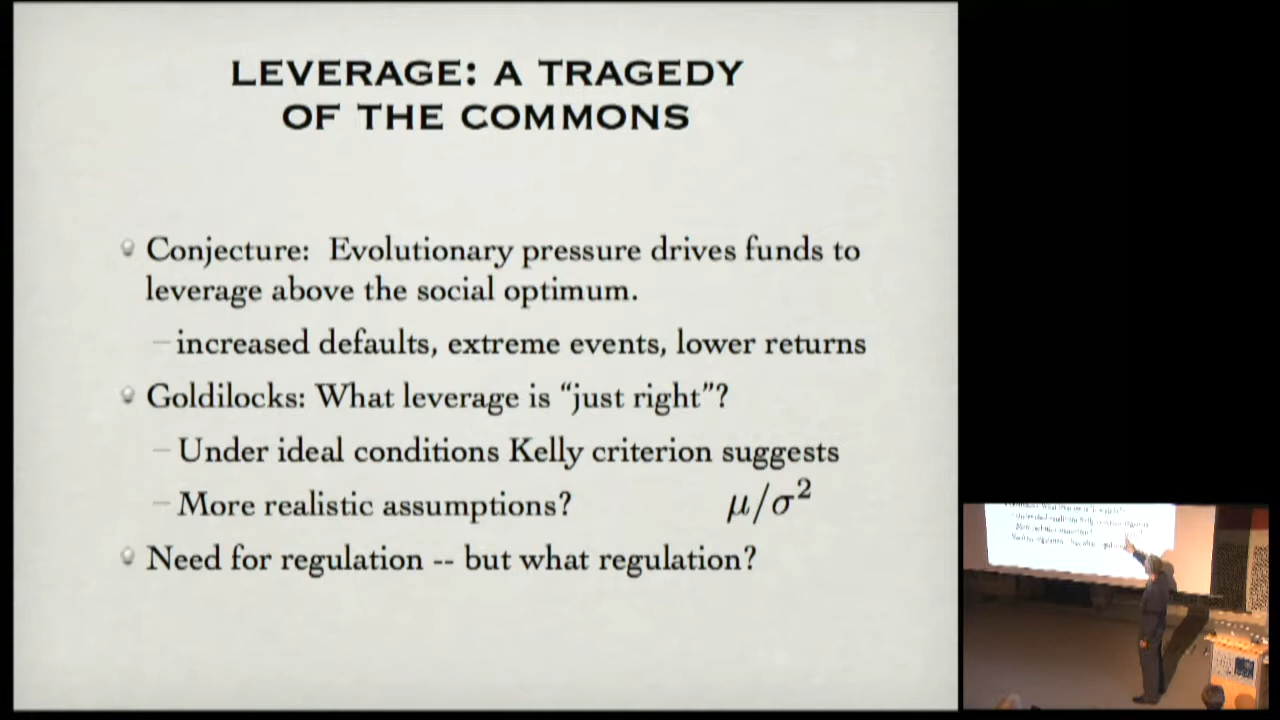 LEVERAGE: A TRAGEDY
OF THE COMMONS
Conjecture: Evolutionary pressure drives funds to
leverage above the social optimum.
–increased defaults, extreme events, lower returns
Goldilocks: What leverage is “just right”?
–Under ideal conditions Kelly criterion suggests
–More realistic assumptions? μ/σ²
Need for regulation -- but what regulation?